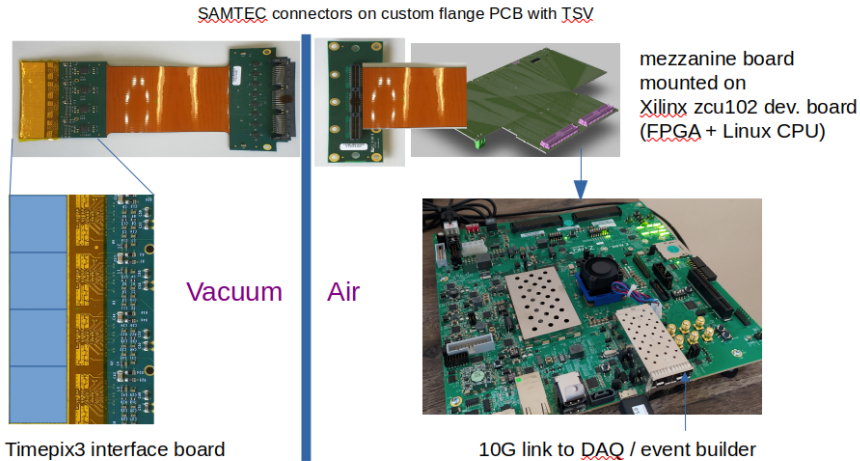 SAMTEC connectors on custom flange PCB with TSV
mezzanine board
mounted on
Xilinx zcu102 dev. board
(FPGA + Linux CPU)
Vacuum
Air
Timepix3 interface board
10G link to DAQ / event builder